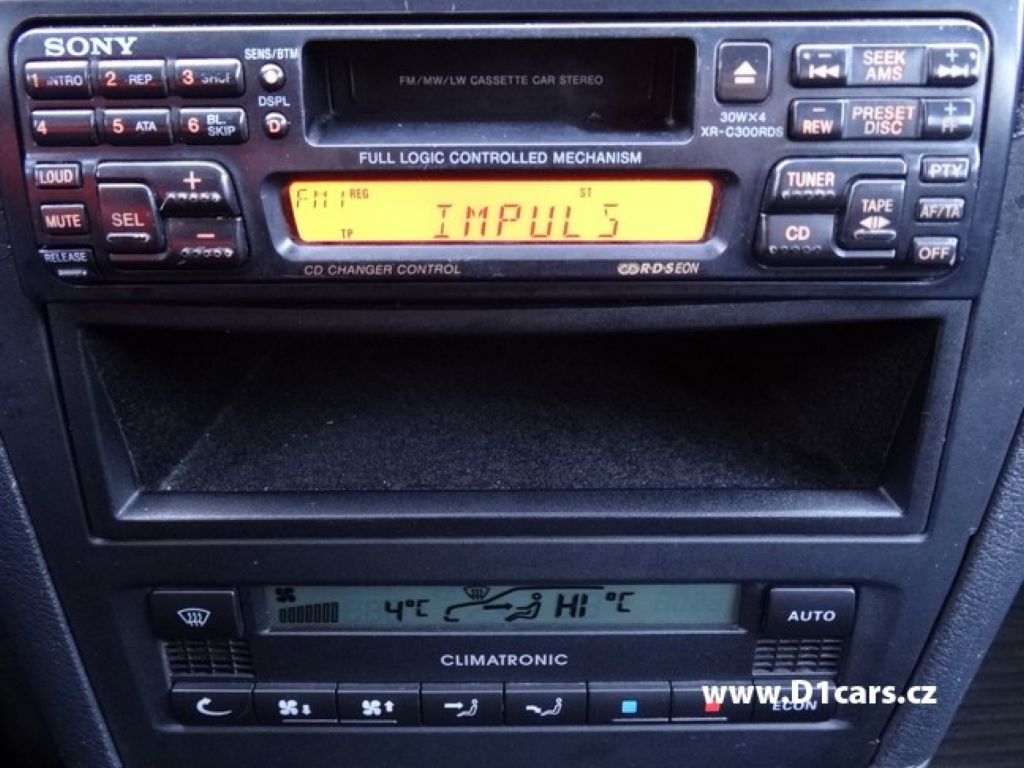 SONY
SENS/BTM
1 INTRO 2 REP 3 SHUF
DSPL
D
4 5 ATA 6 BL. SKIP
FM/MW/LW CASSETTE CAR STEREO
30W×4
XR-C300RDS
SEEK
AMS
− +
REW PRESET DISC FF
− +
FULL LOGIC CONTROLLED MECHANISM
LOUD
MUTE
RELEASE
SEL
+
−
FM1 REG ST
TP IMPULS
TUNER
CD
TAPE
PTY
AF/TA
OFF
CD CHANGER CONTROL
R·D·S EON
4°C HI °C
AUTO
CLIMATRONIC
ECON
www.D1cars.cz